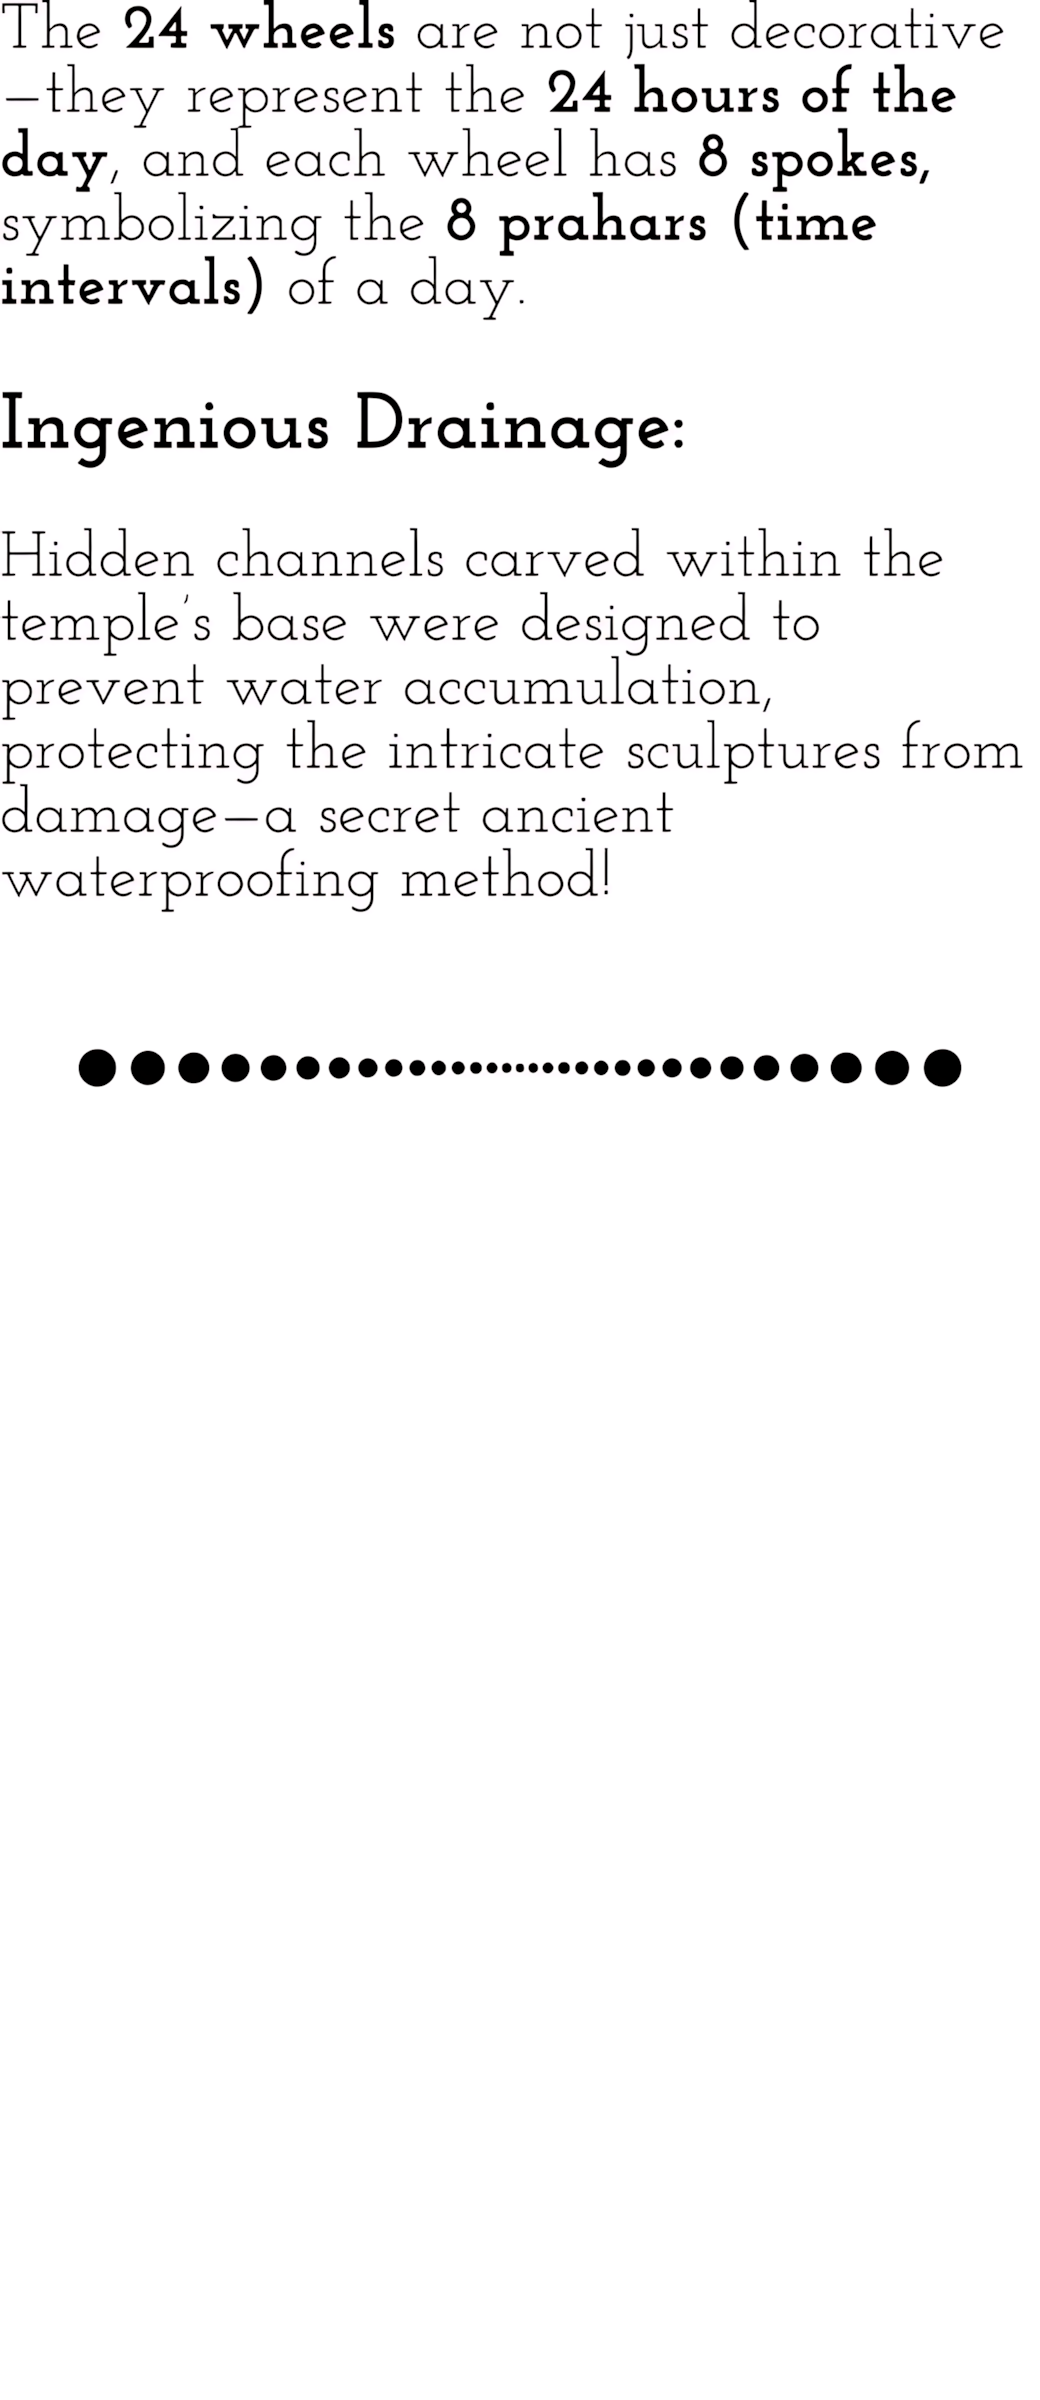 The 24 wheels are not just decorative
—they represent the 24 hours of the
day, and each wheel has 8 spokes,
symbolizing the 8 prahars (time
intervals) of a day.
Ingenious Drainage:
Hidden channels carved within the
temple's base were designed to
prevent water accumulation,
protecting the intricate sculptures from
damage—a secret ancient
waterproofing method!